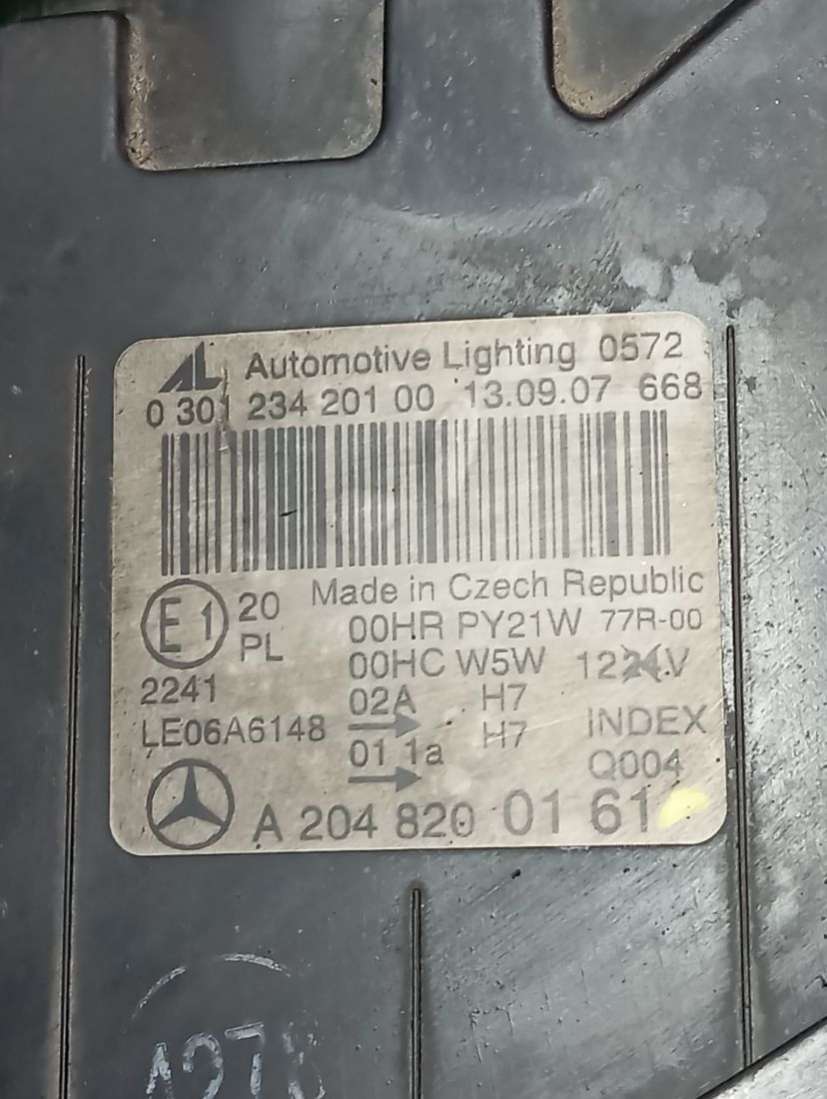 AL Automotive Lighting 0572
0 301 234 201 00 13.09.07 668
Made in Czech Republic
E1 20 00HR PY21W 77R-00
PL 00HC W5W 1224V
2241 02A H7
LE06A6148 01 1a H7 INDEX
Q004
A 204 820 01 61